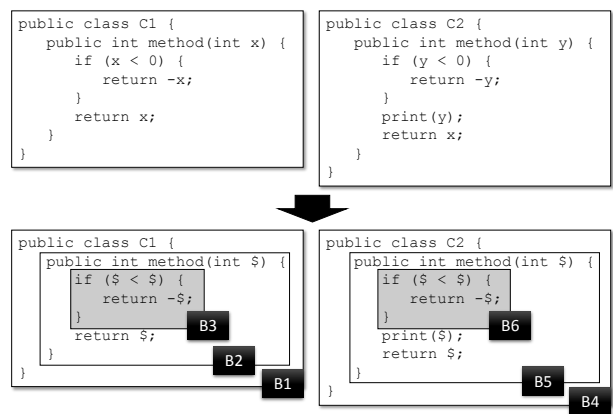 public class C1 {
public int method(int x) {
if (x < 0) {
return -x;
}
return x;
}
}
public class C2 {
public int method(int y) {
if (y < 0) {
return -y;
}
print(y);
return x;
}
}
public class C1 {
public int method(int $) {
if ($ < $) {
return -$;
}
B3
return $;
}
B2
}
B1
public class C2 {
public int method(int $) {
if ($ < $) {
return -$;
}
B6
print($);
return $;
}
B5
}
B4